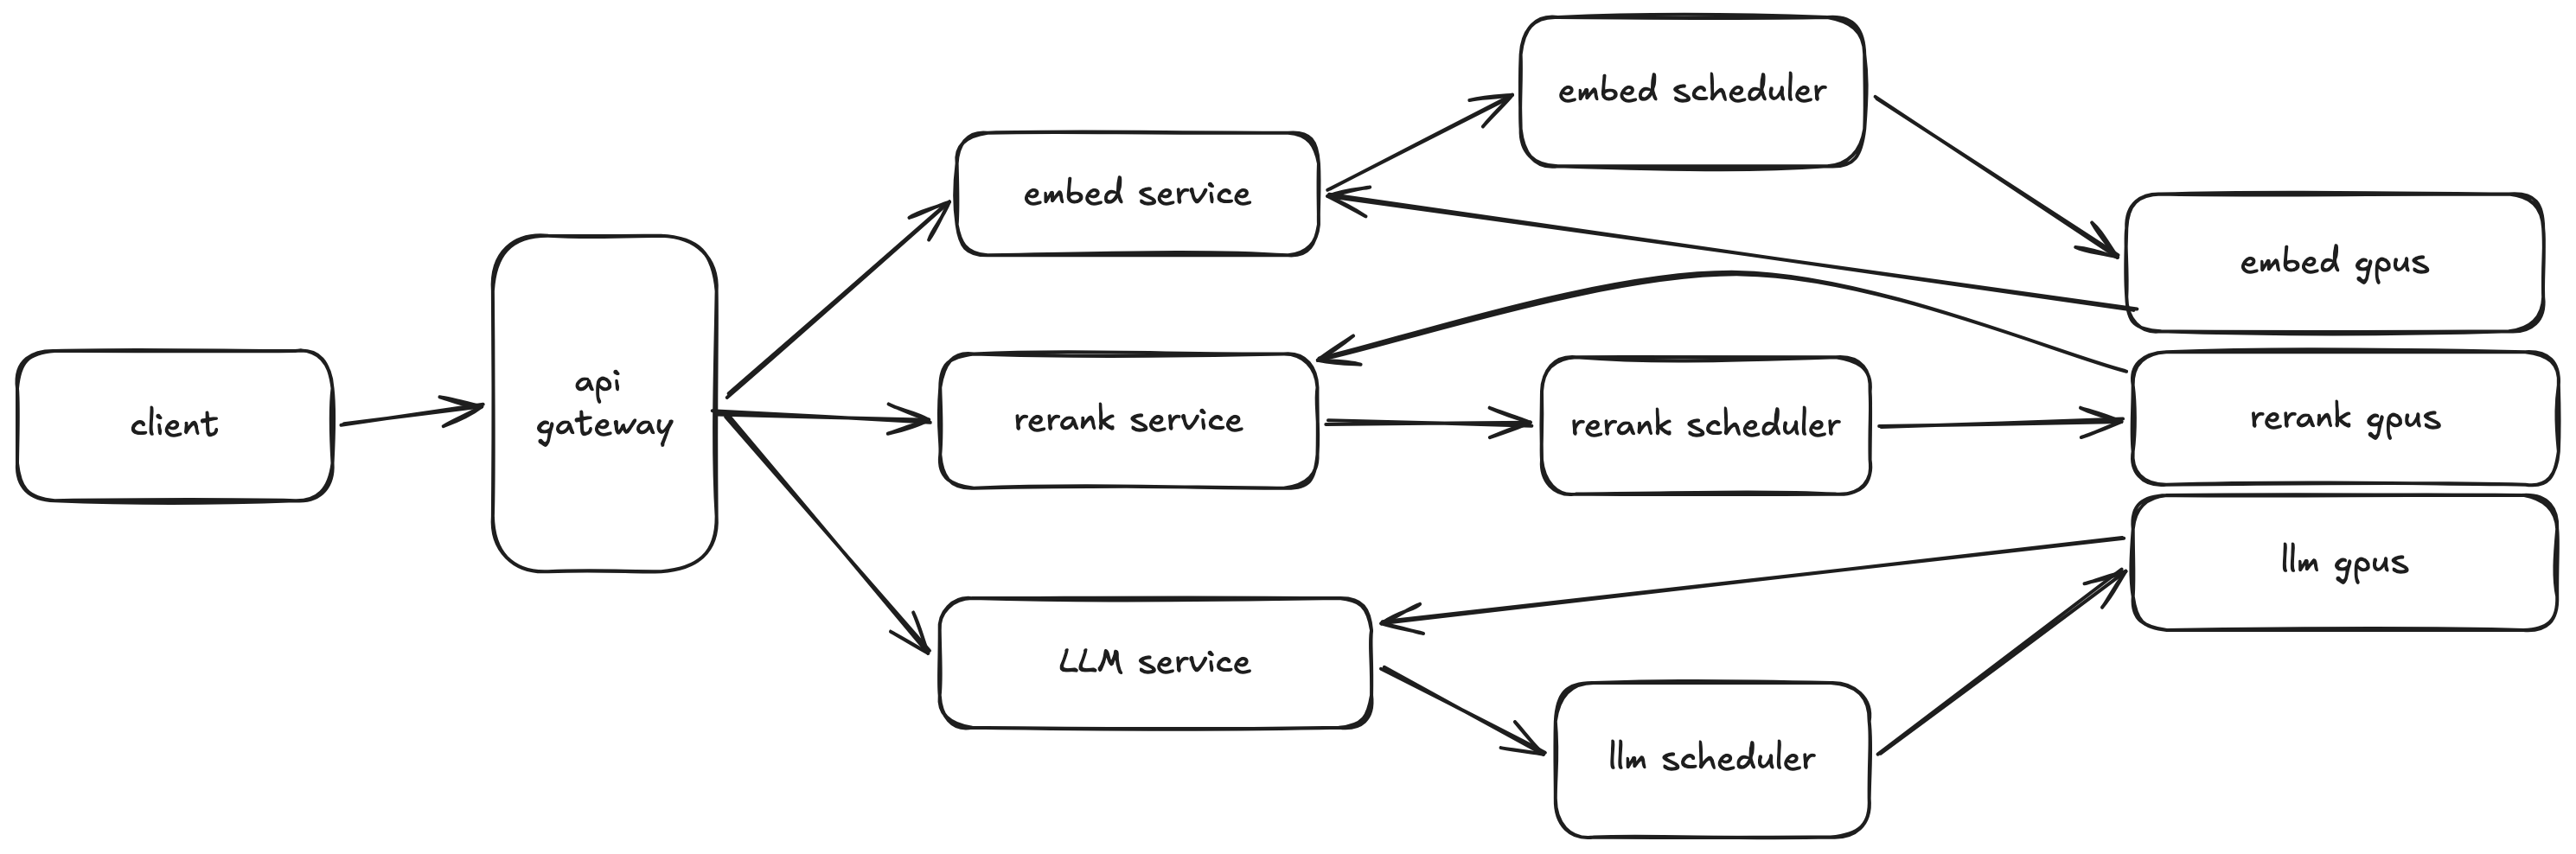 client
api
gateway
embed service
rerank service
LLM service
embed scheduler
rerank scheduler
llm scheduler
embed gpus
rerank gpus
llm gpus